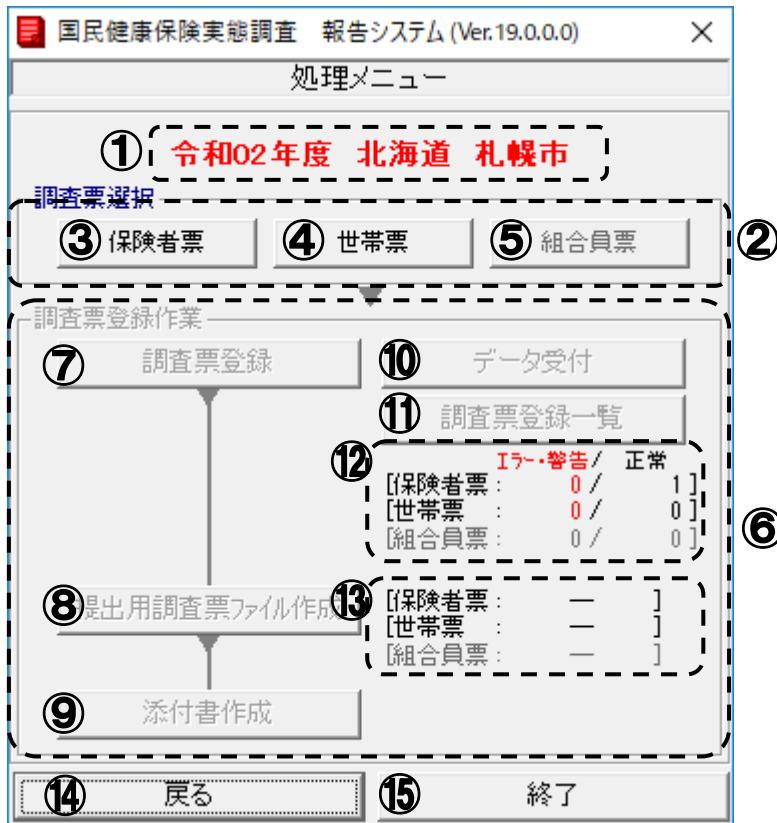 国民健康保険実態調査 報告システム (Ver.19.0.0.0)
処理メニュー
① 令和02年度 北海道 札幌市
調査票選択
③ 保険者票 ④ 世帯票 ⑤ 組合員票 ②
調査票登録作業
⑦ 調査票登録 ⑩ データ受付
⑪ 調査票登録一覧
⑫ エラー・警告/ 正常
[保険者票: 0/ 1]
[世帯票 : 0/ 0]
[組合員票: 0/ 0]
⑥
⑧ 提出用調査票ファイル作成 ⑬ [保険者票: ― ]
[世帯票 : ― ]
[組合員票: ― ]
⑨ 添付書作成
⑭ 戻る ⑮ 終了